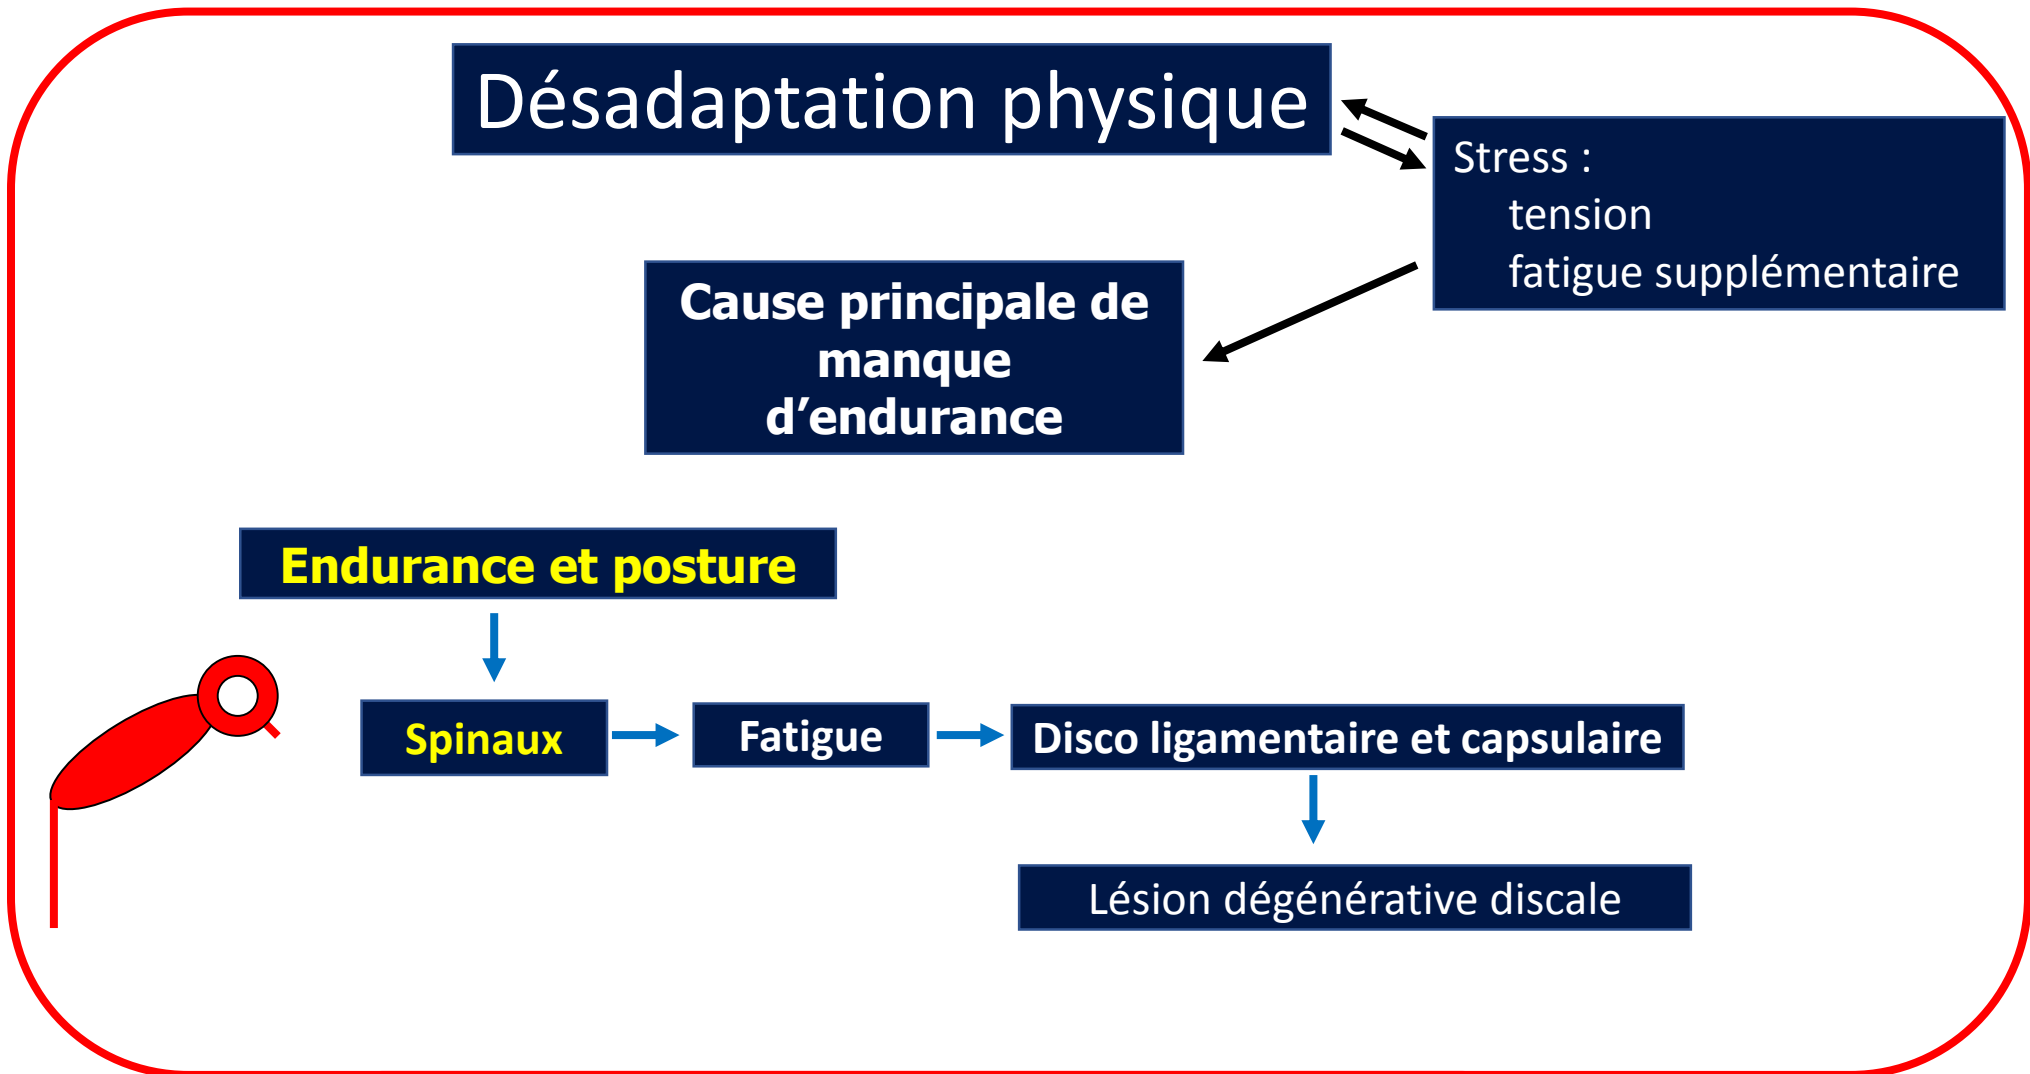 Désadaptation physique
Stress :
tension
fatigue supplémentaire
Cause principale de
manque
d’endurance
Endurance et posture
Spinaux
Fatigue
Disco ligamentaire et capsulaire
Lésion dégénérative discale